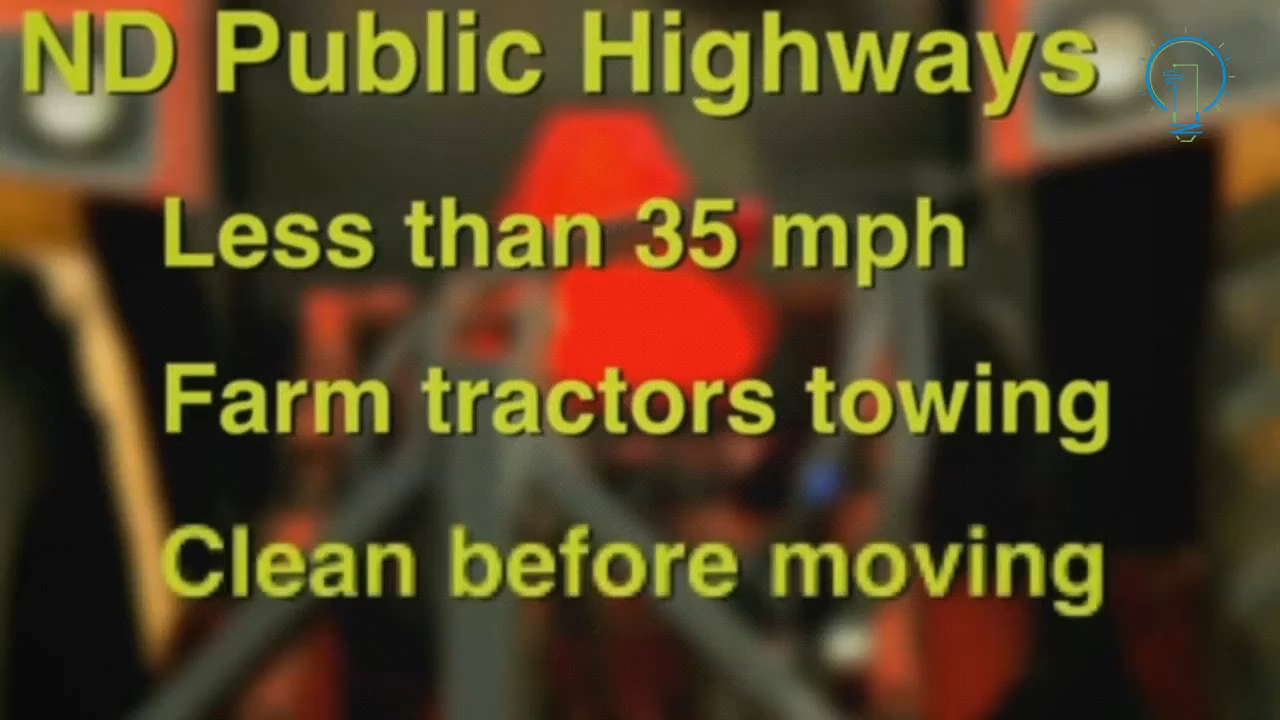 ND Public Highways
Less than 35 mph
Farm tractors towing
Clean before moving